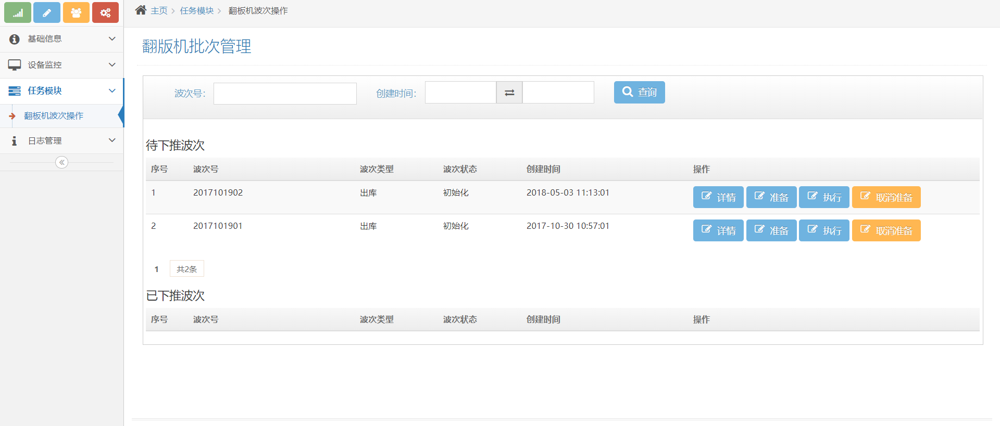 主页 任务模块 翻板机波次操作
基础信息
设备监控
任务模块
翻板机波次操作
日志管理
翻版机批次管理
波次号： 创建时间： 查询
待下推波次
序号 波次号 波次类型 波次状态 创建时间 操作
1 2017101902 出库 初始化 2018-05-03 11:13:01 详情 准备 执行 取消准备
2 2017101901 出库 初始化 2017-10-30 10:57:01 详情 准备 执行 取消准备
1 共2条
已下推波次
序号 波次号 波次类型 波次状态 创建时间 操作